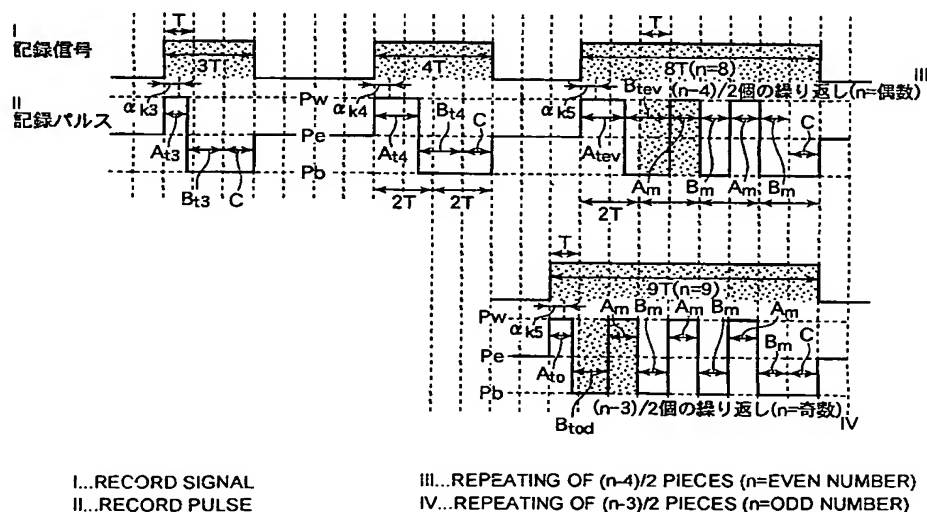 I
記録信号
T
3T
4T
T
8T(n=8)
III
(n-4)/2個の繰り返し(n=偶数)
II
記録パルス
αk3
αk4
αk5
Btev
Pw
Pe
Pb
At3
Bt3
C
At4
Bt4
C
Atev
Am
Bm
Am
Bm
C
2T
2T
2T
T
9T(n=9)
αk5
Am
Bm
Am
Bm
Am
Pw
Pe
Pb
Ato
Bm
C
Btod
(n-3)/2個の繰り返し(n=奇数)
IV
I...RECORD SIGNAL
II...RECORD PULSE
III...REPEATING OF (n-4)/2 PIECES (n=EVEN NUMBER)
IV...REPEATING OF (n-3)/2 PIECES (n=ODD NUMBER)